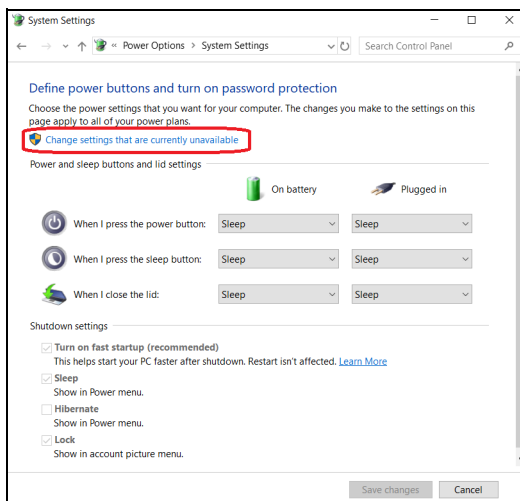 System Settings
« Power Options > System Settings
Search Control Panel
Define power buttons and turn on password protection
Choose the power settings that you want for your computer. The changes you make to the settings on this
page apply to all of your power plans.
Change settings that are currently unavailable
Power and sleep buttons and lid settings
On battery Plugged in
When I press the power button: Sleep Sleep
When I press the sleep button: Sleep Sleep
When I close the lid: Sleep Sleep
Shutdown settings
Turn on fast startup (recommended)
This helps start your PC faster after shutdown. Restart isn't affected. Learn More
Sleep
Show in Power menu.
Hibernate
Show in Power menu.
Lock
Show in account picture menu.
Save changes Cancel